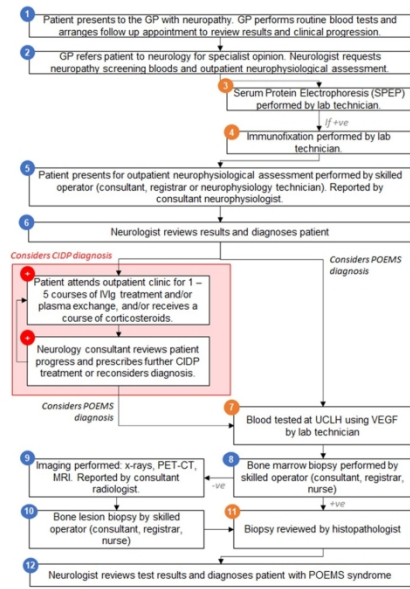 1
Patient presents to the GP with neuropathy. GP performs routine blood tests and
arranges follow up appointment to review results and clinical progression.
2
GP refers patient to neurology for specialist opinion. Neurologist requests
neuropathy screening bloods and outpatient neurophysiological assessment.
3
Serum Protein Electrophoresis (SPEP)
performed by lab technician.
If +ve
4
Immunofixation performed by lab
technician.
5
Patient presents for outpatient neurophysiological assessment performed by skilled
operator (consultant, registrar or neurophysiology technician). Reported by
consultant neurophysiologist.
6
Neurologist reviews results and diagnoses patient
Considers CIDP diagnosis
Considers POEMS
diagnosis
+
Patient attends outpatient clinic for 1 –
5 courses of IVIg treatment and/or
plasma exchange, and/or receives a
course of corticosteroids.
+
Neurology consultant reviews patient
progress and prescribes further CIDP
treatment or reconsiders diagnosis.
Considers POEMS
diagnosis
7
Blood tested at UCLH using VEGF
by lab technician
9
Imaging performed: x-rays, PET-CT,
MRI. Reported by consultant
radiologist.
8
Bone marrow biopsy performed by
skilled operator (consultant, registrar,
nurse)
-ve
+ve
10
Bone lesion biopsy by skilled
operator (consultant, registrar,
nurse)
11
Biopsy reviewed by histopathologist
12
Neurologist reviews test results and diagnoses patient with POEMS syndrome